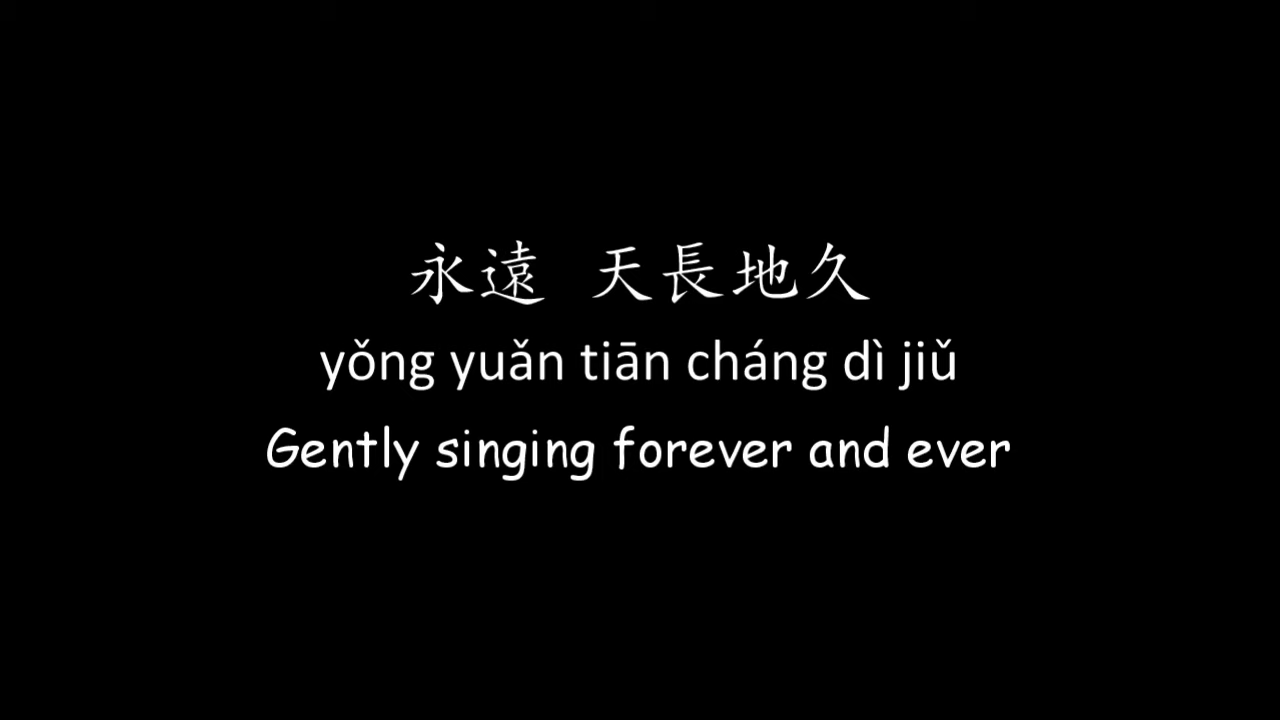 永遠 天長地久
yǒng yuǎn tiān cháng dì jiǔ
Gently singing forever and ever